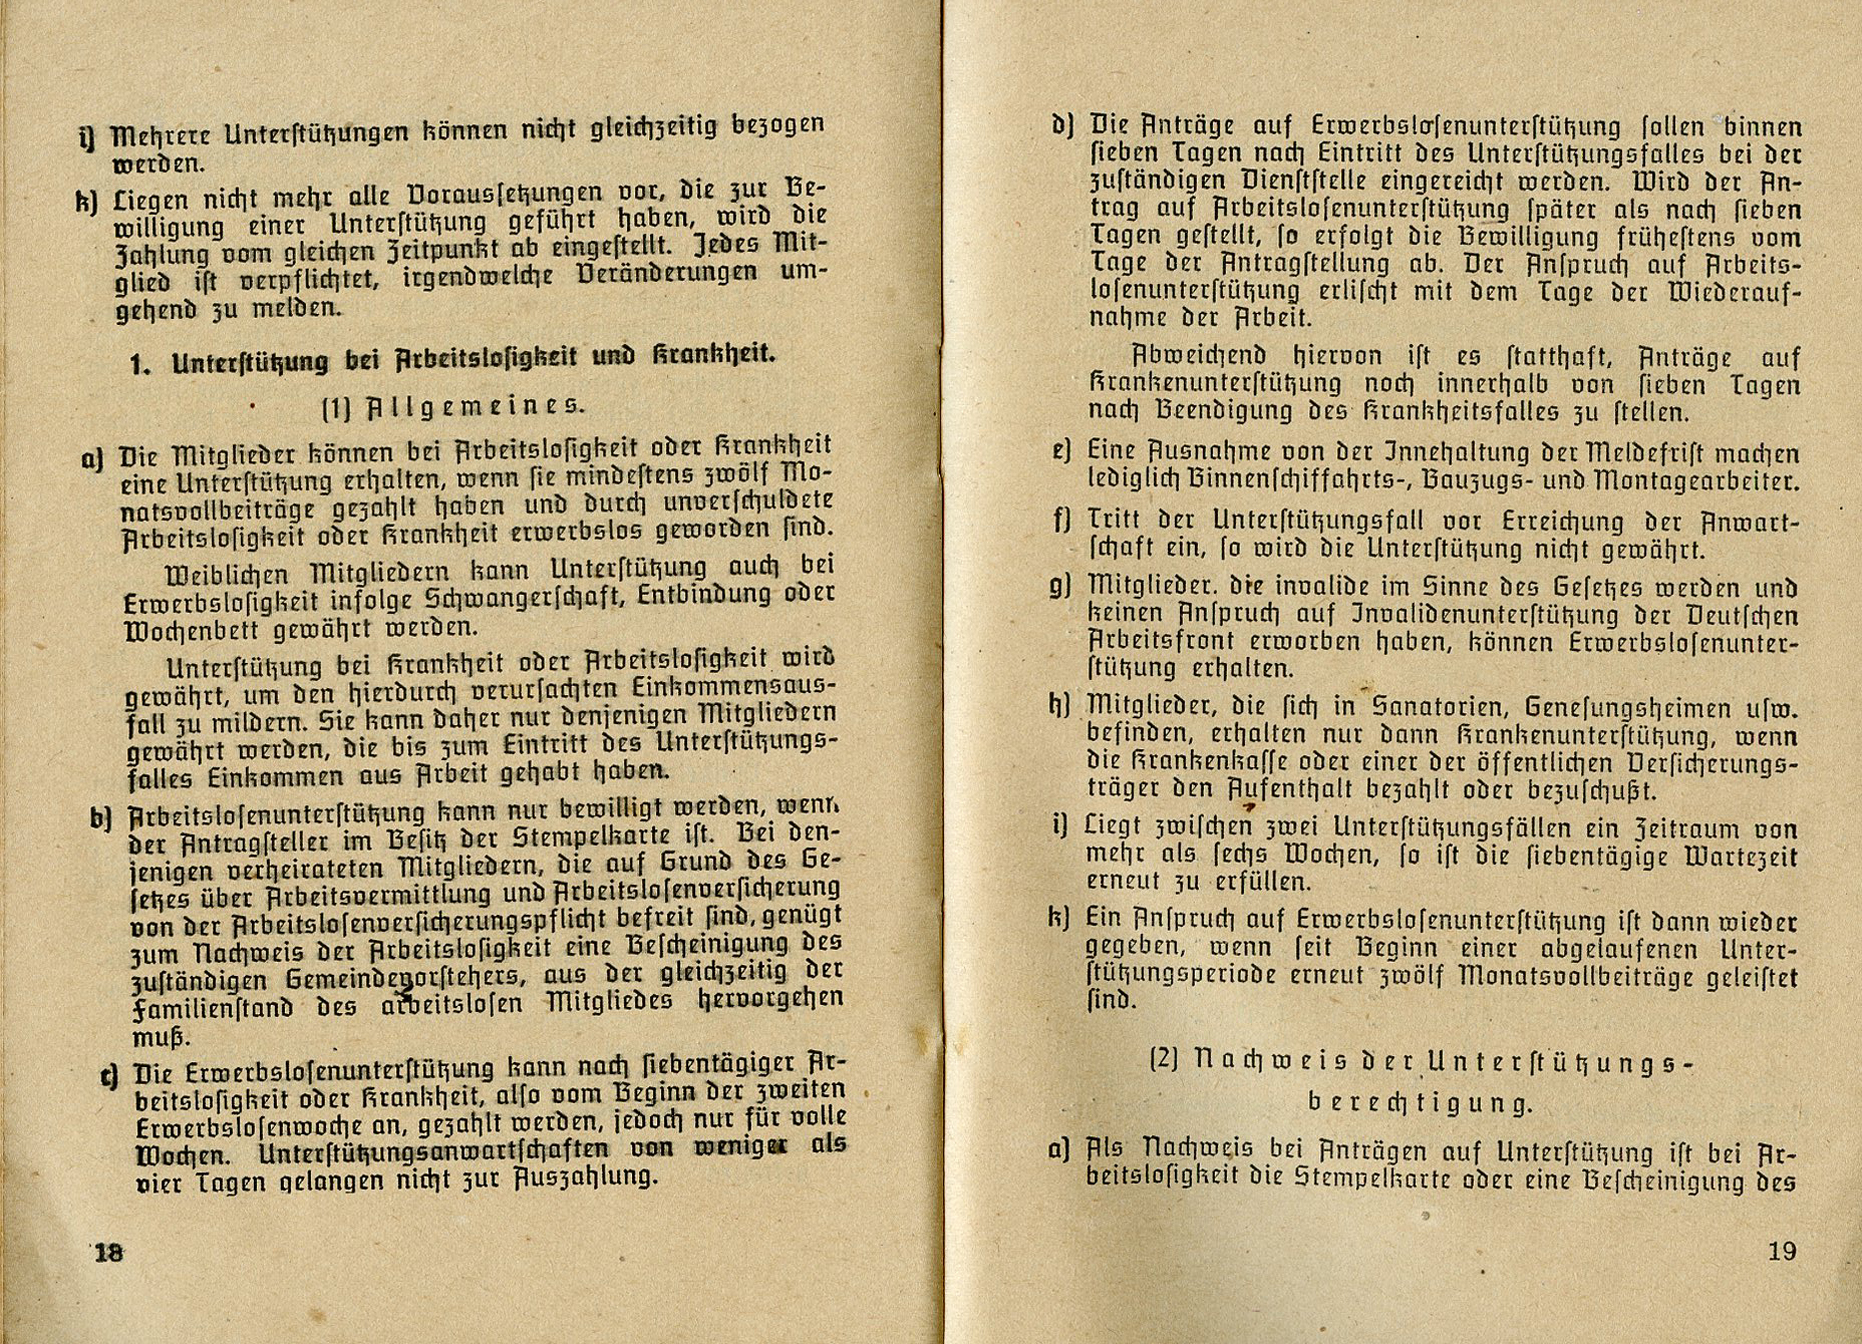 i) Mehrere Unterstützungen können nicht gleichzeitig bezogen
werden.
k) Liegen nicht mehr alle Voraussetzungen vor, die zur Be-
willigung einer Unterstützung geführt haben, wird die
Zahlung vom gleichen Zeitpunkt ab eingestellt. Jedes Mit-
glied ist verpflichtet, irgendwelche Veränderungen um-
gehend zu melden.
1. Unterstützung bei Arbeitslosigkeit und Krankheit.
(1) Allgemeines.
a) Die Mitglieder können bei Arbeitslosigkeit oder Krankheit
eine Unterstützung erhalten, wenn sie mindestens zwölf Mo-
natsvollbeiträge gezahlt haben und durch unverschuldete
Arbeitslosigkeit oder Krankheit erwerbslos geworden sind.
Weiblichen Mitgliedern kann Unterstützung auch bei
Erwerbslosigkeit infolge Schwangerschaft, Entbindung oder
Wochenbett gewährt werden.
Unterstützung bei Krankheit oder Arbeitslosigkeit wird
gewährt, um den hierdurch verursachten Einkommensaus-
fall zu mildern. Sie kann daher nur denjenigen Mitgliedern
gewährt werden, die bis zum Eintritt des Unterstützungs-
falles Einkommen aus Arbeit gehabt haben.
b) Arbeitslosenunterstützung kann nur bewilligt werden, wenn
der Antragsteller im Besitz der Stempelkarte ist. Bei den-
jenigen verheirateten Mitgliedern, die auf Grund des Ge-
setzes über Arbeitsvermittlung und Arbeitslosenversicherung
von der Arbeitslosenversicherungspflicht befreit sind, genügt
zum Nachweis der Arbeitslosigkeit eine Bescheinigung des
zuständigen Gemeindevorstehers, aus der gleichzeitig der
Familienstand des arbeitslosen Mitgliedes hervorgehen
muß.
c) Die Erwerbslosenunterstützung kann nach siebentägiger Ar-
beitslosigkeit oder Krankheit, also vom Beginn der zweiten
Erwerbslosenwoche an, gezahlt werden, jedoch nur für volle
Wochen. Unterstützungsanwartschaften von weniger als
vier Tagen gelangen nicht zur Auszahlung.
18
d) Die Anträge auf Erwerbslosenunterstützung sollen binnen
sieben Tagen nach Eintritt des Unterstützungsfalles bei der
zuständigen Dienststelle eingereicht werden. Wird der An-
trag auf Arbeitslosenunterstützung später als nach sieben
Tagen gestellt, so erfolgt die Bewilligung frühestens vom
Tage der Antragstellung ab. Der Anspruch auf Arbeits-
losenunterstützung erlischt mit dem Tage der Wiederauf-
nahme der Arbeit.
Abweichend hiervon ist es statthaft, Anträge auf
Krankenunterstützung noch innerhalb von sieben Tagen
nach Beendigung des Krankheitsfalles zu stellen.
e) Eine Ausnahme von der Innehaltung der Meldefrist machen
lediglich Binnenschiffahrts-, Bauzugs- und Montagearbeiter.
f) Tritt der Unterstützungsfall vor Erreichung der Anwart-
schaft ein, so wird die Unterstützung nicht gewährt.
g) Mitglieder. die invalide im Sinne des Gesetzes werden und
keinen Anspruch auf Invalidenunterstützung der Deutschen
Arbeitsfront erworben haben, können Erwerbslosenunter-
stützung erhalten.
h) Mitglieder, die sich in Sanatorien, Genesungsheimen usw.
befinden, erhalten nur dann Krankenunterstützung, wenn
die Krankenkasse oder einer der öffentlichen Versicherungs-
träger den Aufenthalt bezahlt oder bezuschußt.
i) Liegt zwischen zwei Unterstützungsfällen ein Zeitraum von
mehr als sechs Wochen, so ist die siebentägige Wartezeit
erneut zu erfüllen.
k) Ein Anspruch auf Erwerbslosenunterstützung ist dann wieder
gegeben, wenn seit Beginn einer abgelaufenen Unter-
stützungsperiode erneut zwölf Monatsvollbeiträge geleistet
sind.
(2) Nachweis der Unterstützungs-
berechtigung.
a) Als Nachweis bei Anträgen auf Unterstützung ist bei Ar-
beitslosigkeit die Stempelkarte oder eine Bescheinigung des
19